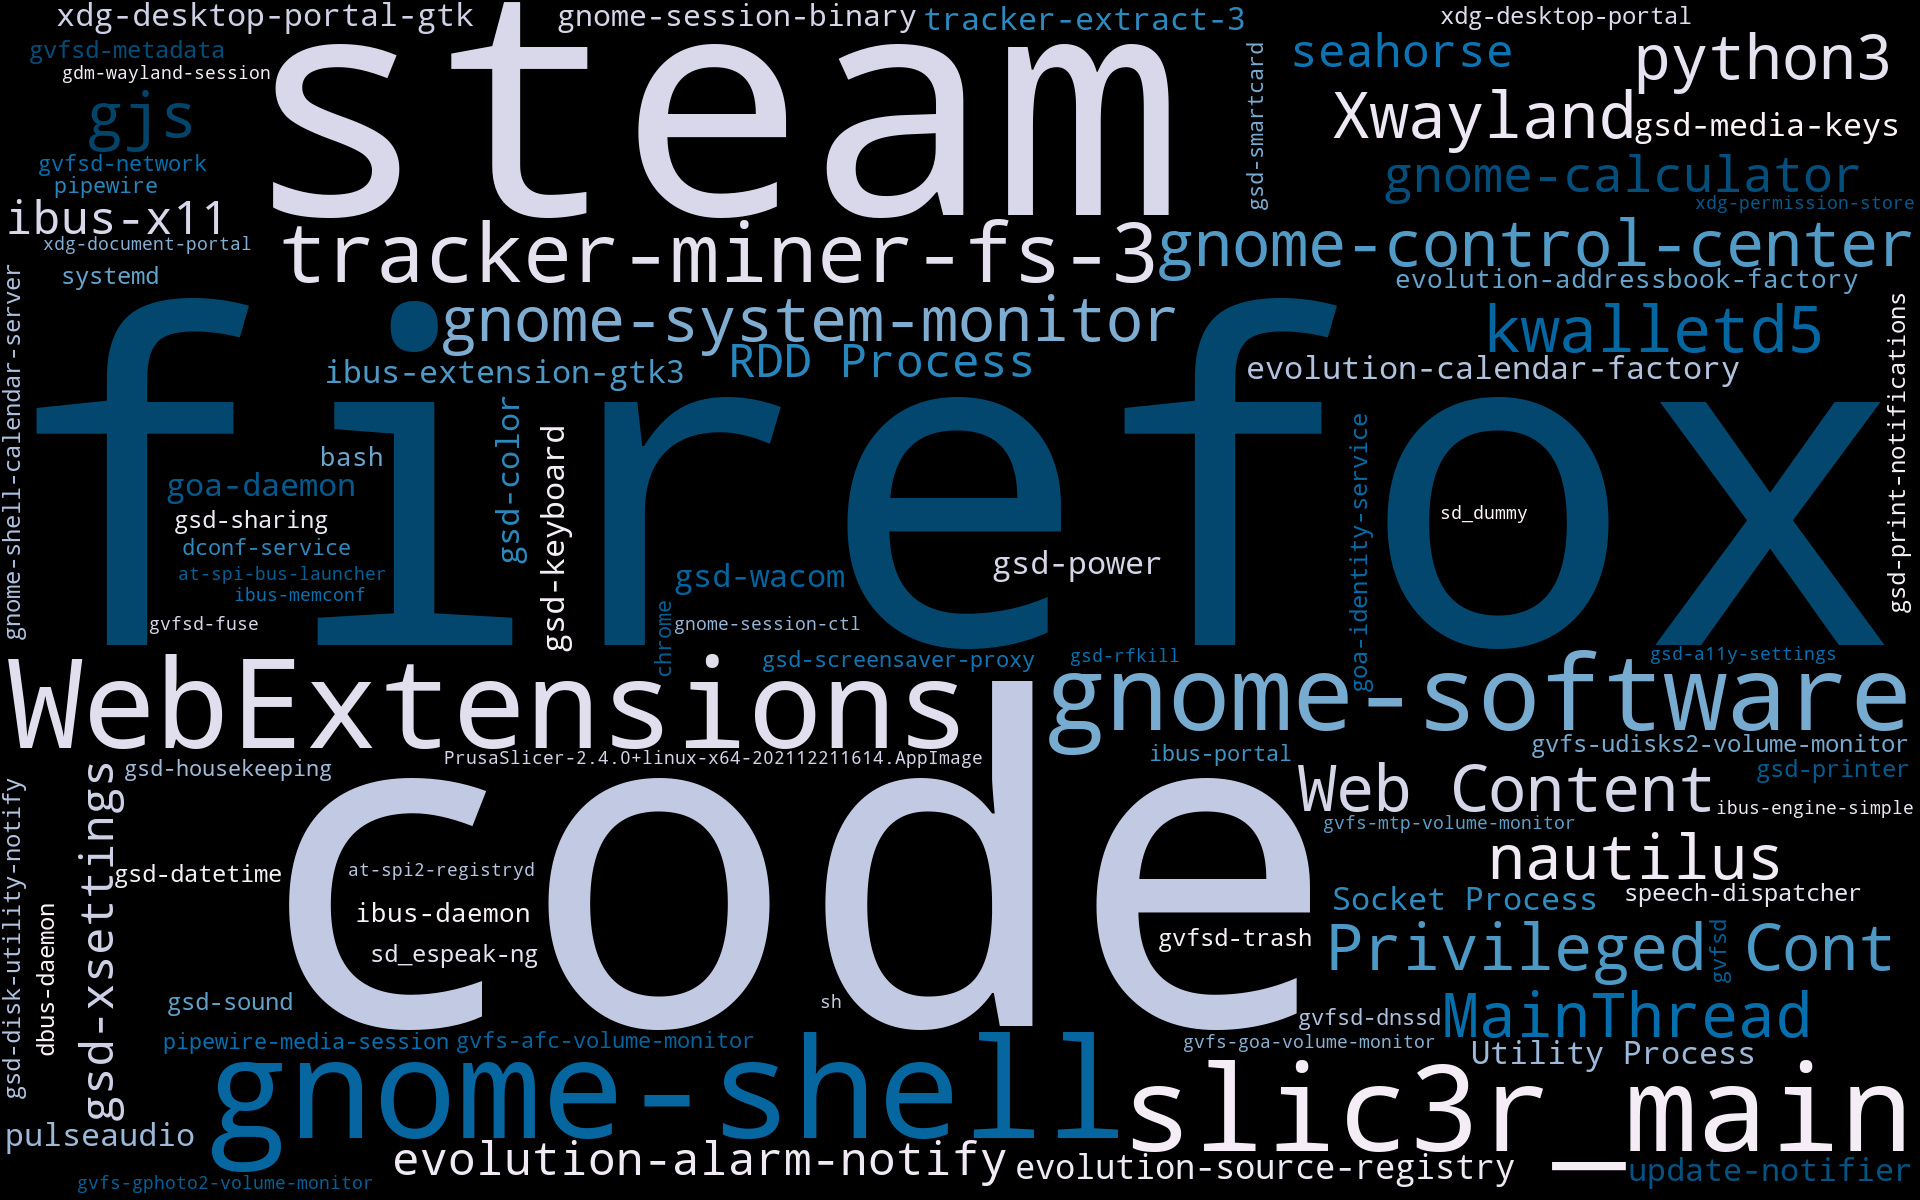 xdg-desktop-portal-gtk
gnome-session-binary
tracker-extract-3
xdg-desktop-portal
gvfsd-metadata
gdm-wayland-session
steam
gsd-smartcard
seahorse
python3
gjs
Xwayland
gsd-media-keys
gvfsd-network
pipewire
gnome-calculator
xdg-permission-store
ibus-x11
xdg-document-portal
tracker-miner-fs-3
gnome-control-center
systemd
evolution-addressbook-factory
gnome-shell-calendar-server
gnome-system-monitor
kwalletd5
gsd-print-notifications
RDD Process
ibus-extension-gtk3
evolution-calendar-factory
firefox
bash
gsd-color
gsd-keyboard
goa-identity-service
goa-daemon
gsd-sharing
sd_dummy
dconf-service
at-spi-bus-launcher
gsd-wacom
gsd-power
ibus-memconf
gvfsd-fuse
chrome
gnome-session-ctl
gsd-screensaver-proxy
gsd-rfkill
gsd-a11y-settings
WebExtensions
gnome-software
PrusaSlicer-2.4.0+linux-x64-202112211614.AppImage
ibus-portal
gvfs-udisks2-volume-monitor
gsd-housekeeping
gsd-printer
gsd-disk-utility-notify
gsd-xsettings
code
Web Content
ibus-engine-simple
gvfs-mtp-volume-monitor
nautilus
gsd-datetime
at-spi2-registryd
Socket Process
speech-dispatcher
dbus-daemon
ibus-daemon
gvfsd-trash
Privileged Cont
gvfsd
sd_espeak-ng
gsd-sound
sh
gvfsd-dnssd
MainThread
pipewire-media-session
gvfs-afc-volume-monitor
gvfs-goa-volume-monitor
Utility Process
gnome-shell
slic3r_main
pulseaudio
evolution-alarm-notify
evolution-source-registry
update-notifier
gvfs-gphoto2-volume-monitor